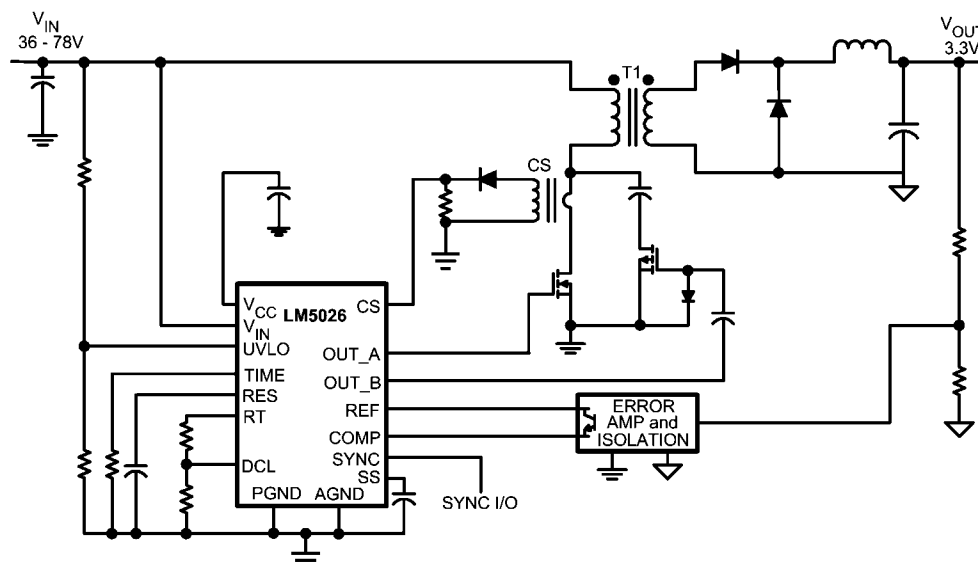 VIN
36 - 78V
VOUT
3.3V
T1
CS
LM5026
VCC
VIN
UVLO
TIME
RES
RT
DCL
PGND
AGND
CS
OUT_A
OUT_B
REF
COMP
SYNC
SS
SYNC I/O
ERROR
AMP and
ISOLATION